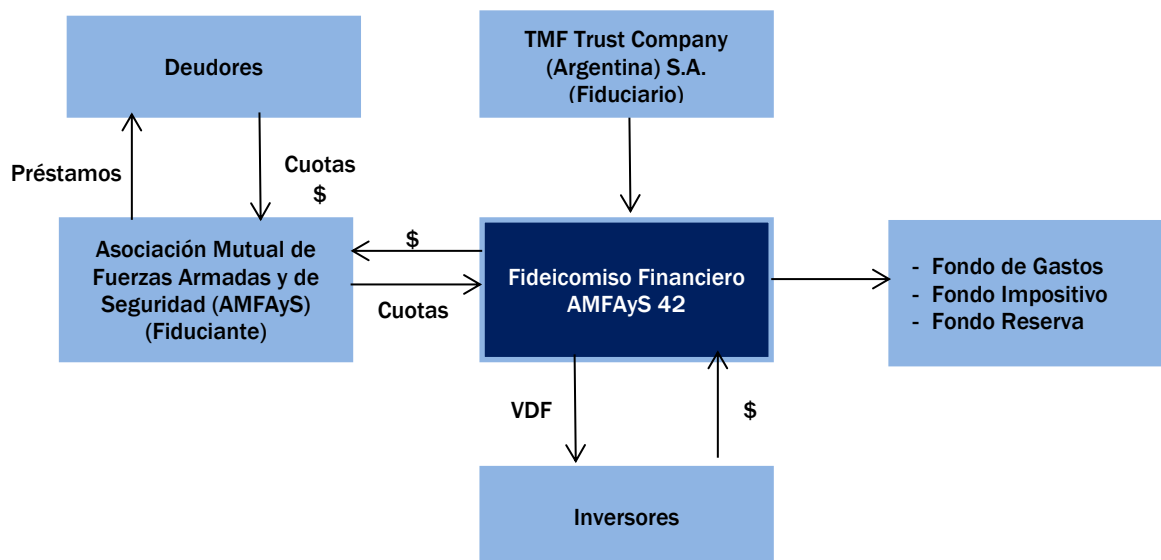 Deudores
TMF Trust Company
(Argentina) S.A.
(Fiduciario)
Préstamos
Cuotas
$
Asociación Mutual de
Fuerzas Armadas y de
Seguridad (AMFAyS)
(Fiduciante)
$
Cuotas
Fideicomiso Financiero
AMFAyS 42
- Fondo de Gastos
- Fondo Impositivo
- Fondo Reserva
VDF
$
Inversores